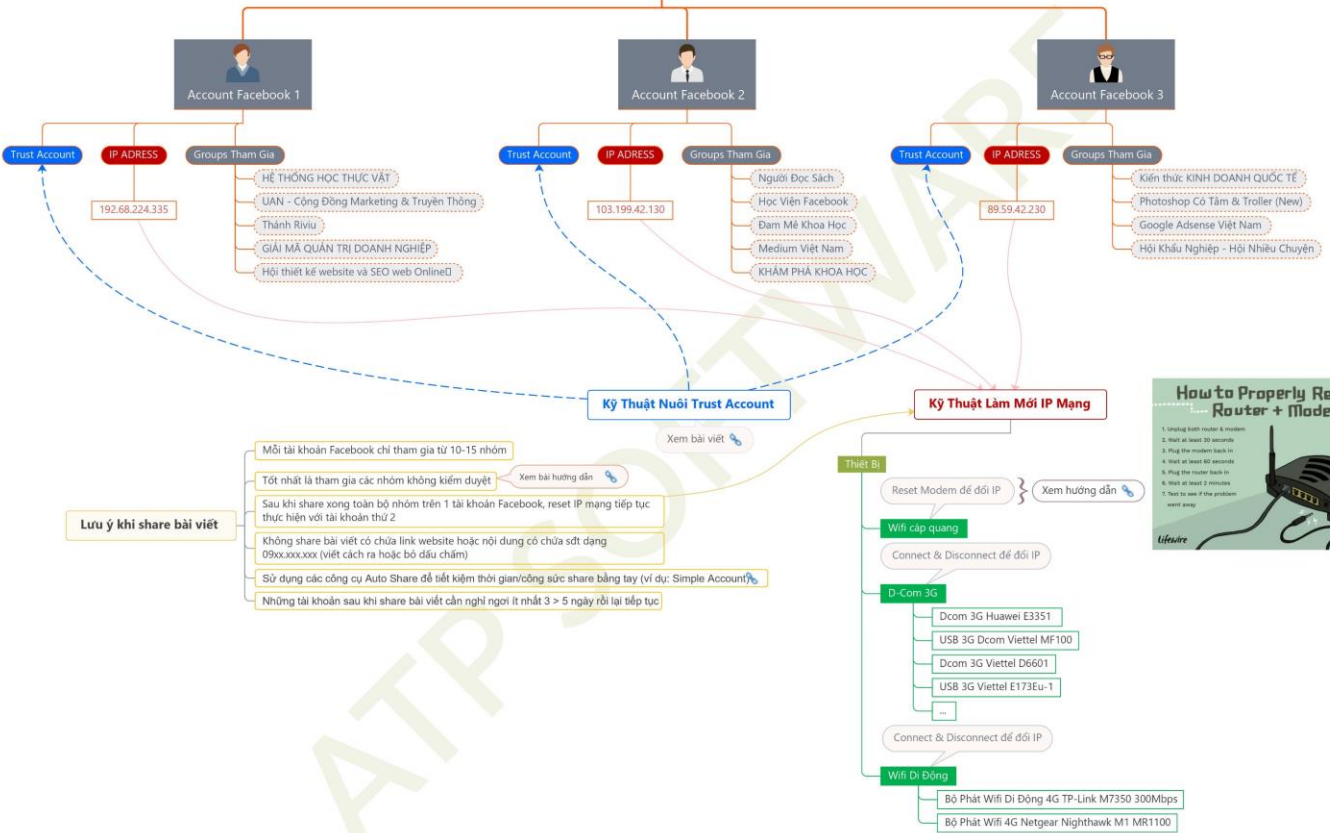 Account Facebook 1
Account Facebook 2
Account Facebook 3
Trust Account
IP ADRESS
Groups Tham Gia
192.68.224.335
HỆ THỐNG HỌC THỰC VẬT
UAN - Cộng Đồng Marketing & Truyền Thông
Thánh Riviu
GIẢI MÃ QUẢN TRỊ DOANH NGHIỆP
Hội thiết kế website và SEO web Online
Trust Account
IP ADRESS
Groups Tham Gia
103.199.42.130
Người Đọc Sách
Học Viện Facebook
Đam Mê Khoa Học
Medium Việt Nam
KHÁM PHÁ KHOA HỌC
Trust Account
IP ADRESS
Groups Tham Gia
89.59.42.230
Kiến thức KINH DOANH QUỐC TẾ
Photoshop Có Tâm & Troller (New)
Google Adsense Việt Nam
Hội Khẩu Nghiệp - Hội Nhiều Chuyện
Kỹ Thuật Nuôi Trust Account
Xem bài viết
Kỹ Thuật Làm Mới IP Mạng
Lưu ý khi share bài viết
Mỗi tài khoản Facebook chỉ tham gia từ 10-15 nhóm
Tốt nhất là tham gia các nhóm không kiểm duyệt
Xem bài hướng dẫn
Sau khi share xong toàn bộ nhóm trên 1 tài khoản Facebook, reset IP mạng tiếp tục
thực hiện với tài khoản thứ 2
Không share bài viết có chứa link website hoặc nội dung có chứa sđt dạng
09xx.xxx.xxx (viết cách ra hoặc bỏ dấu chấm)
Sử dụng các công cụ Auto Share để tiết kiệm thời gian/công sức share bằng tay (ví dụ: Simple Account)
Những tài khoản sau khi share bài viết cần nghỉ ngơi ít nhất 3 > 5 ngày rồi lại tiếp tục
Thiết Bị
Reset Modem để đổi IP
Xem hướng dẫn
Wifi cáp quang
Connect & Disconnect để đổi IP
D-Com 3G
Dcom 3G Huawei E3351
USB 3G Dcom Viettel MF100
Dcom 3G Viettel D6601
USB 3G Viettel E173Eu-1
...
Connect & Disconnect để đổi IP
Wifi Di Động
Bộ Phát Wifi Di Động 4G TP-Link M7350 300Mbps
Bộ Phát Wifi 4G Netgear Nighthawk M1 MR1100
How to Properly Re
Router + Mode
1. Unplug both router & modem
2. Wait at least 30 seconds
3. Plug the modem back in
4. Wait at least 60 seconds
5. Plug the router back in
6. Wait at least 2 minutes
7. Test to see if the problem
went away
Lifewire
ATP SOFTWARE